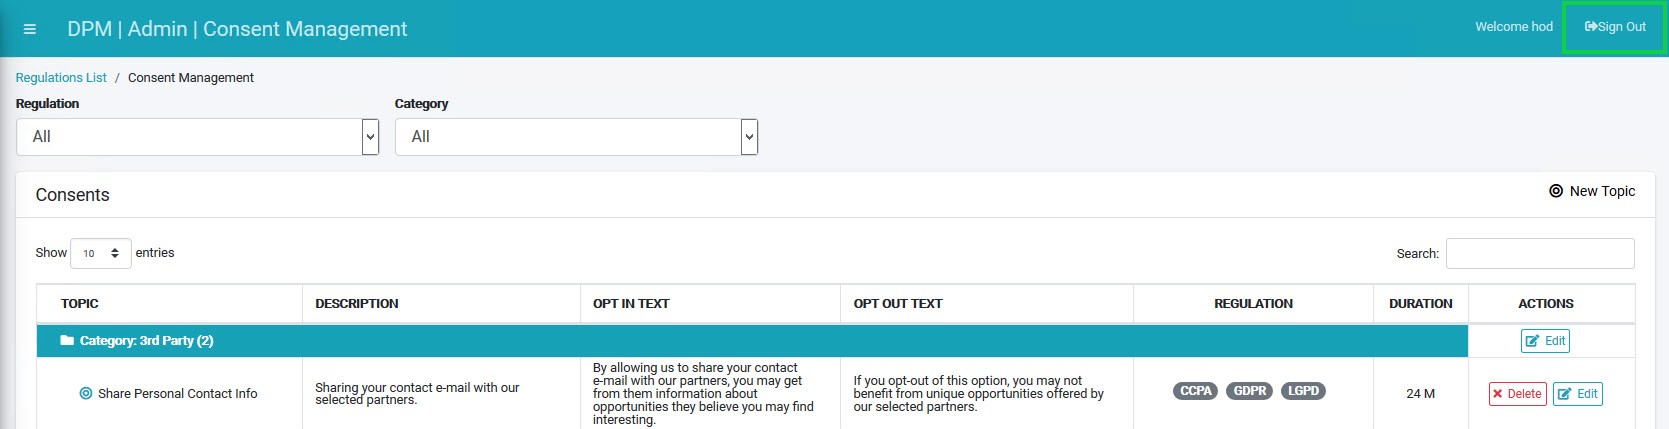 DPM | Admin | Consent Management
Welcome hod
Sign Out
Regulations List / Consent Management
Regulation
Category
All
All
Consents
New Topic
Show 10 entries
Search:
TOPIC DESCRIPTION OPT IN TEXT OPT OUT TEXT REGULATION DURATION ACTIONS
Category: 3rd Party (2)
Edit
Share Personal Contact Info
Sharing your contact e-mail with our
selected partners.
By allowing us to share your contact
e-mail with our partners, you may get
from them information about
opportunities they believe you may find
interesting.
If you opt-out of this option, you may not
benefit from unique opportunities offered by
our selected partners.
CCPA GDPR LGPD
24 M
Delete Edit